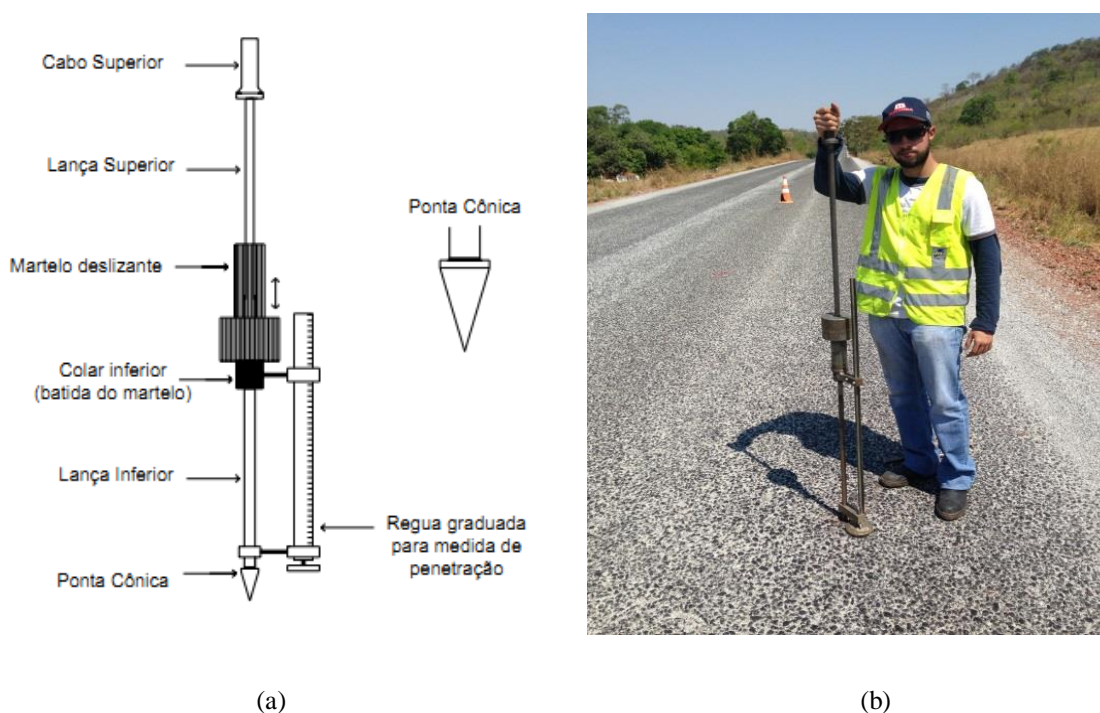 Cabo Superior
Lança Superior
Ponta Cônica
Martelo deslizante
Colar inferior
(batida do martelo)
Lança Inferior
Regua graduada
para medida de
penetração
Ponta Cônica
(a)
(b)